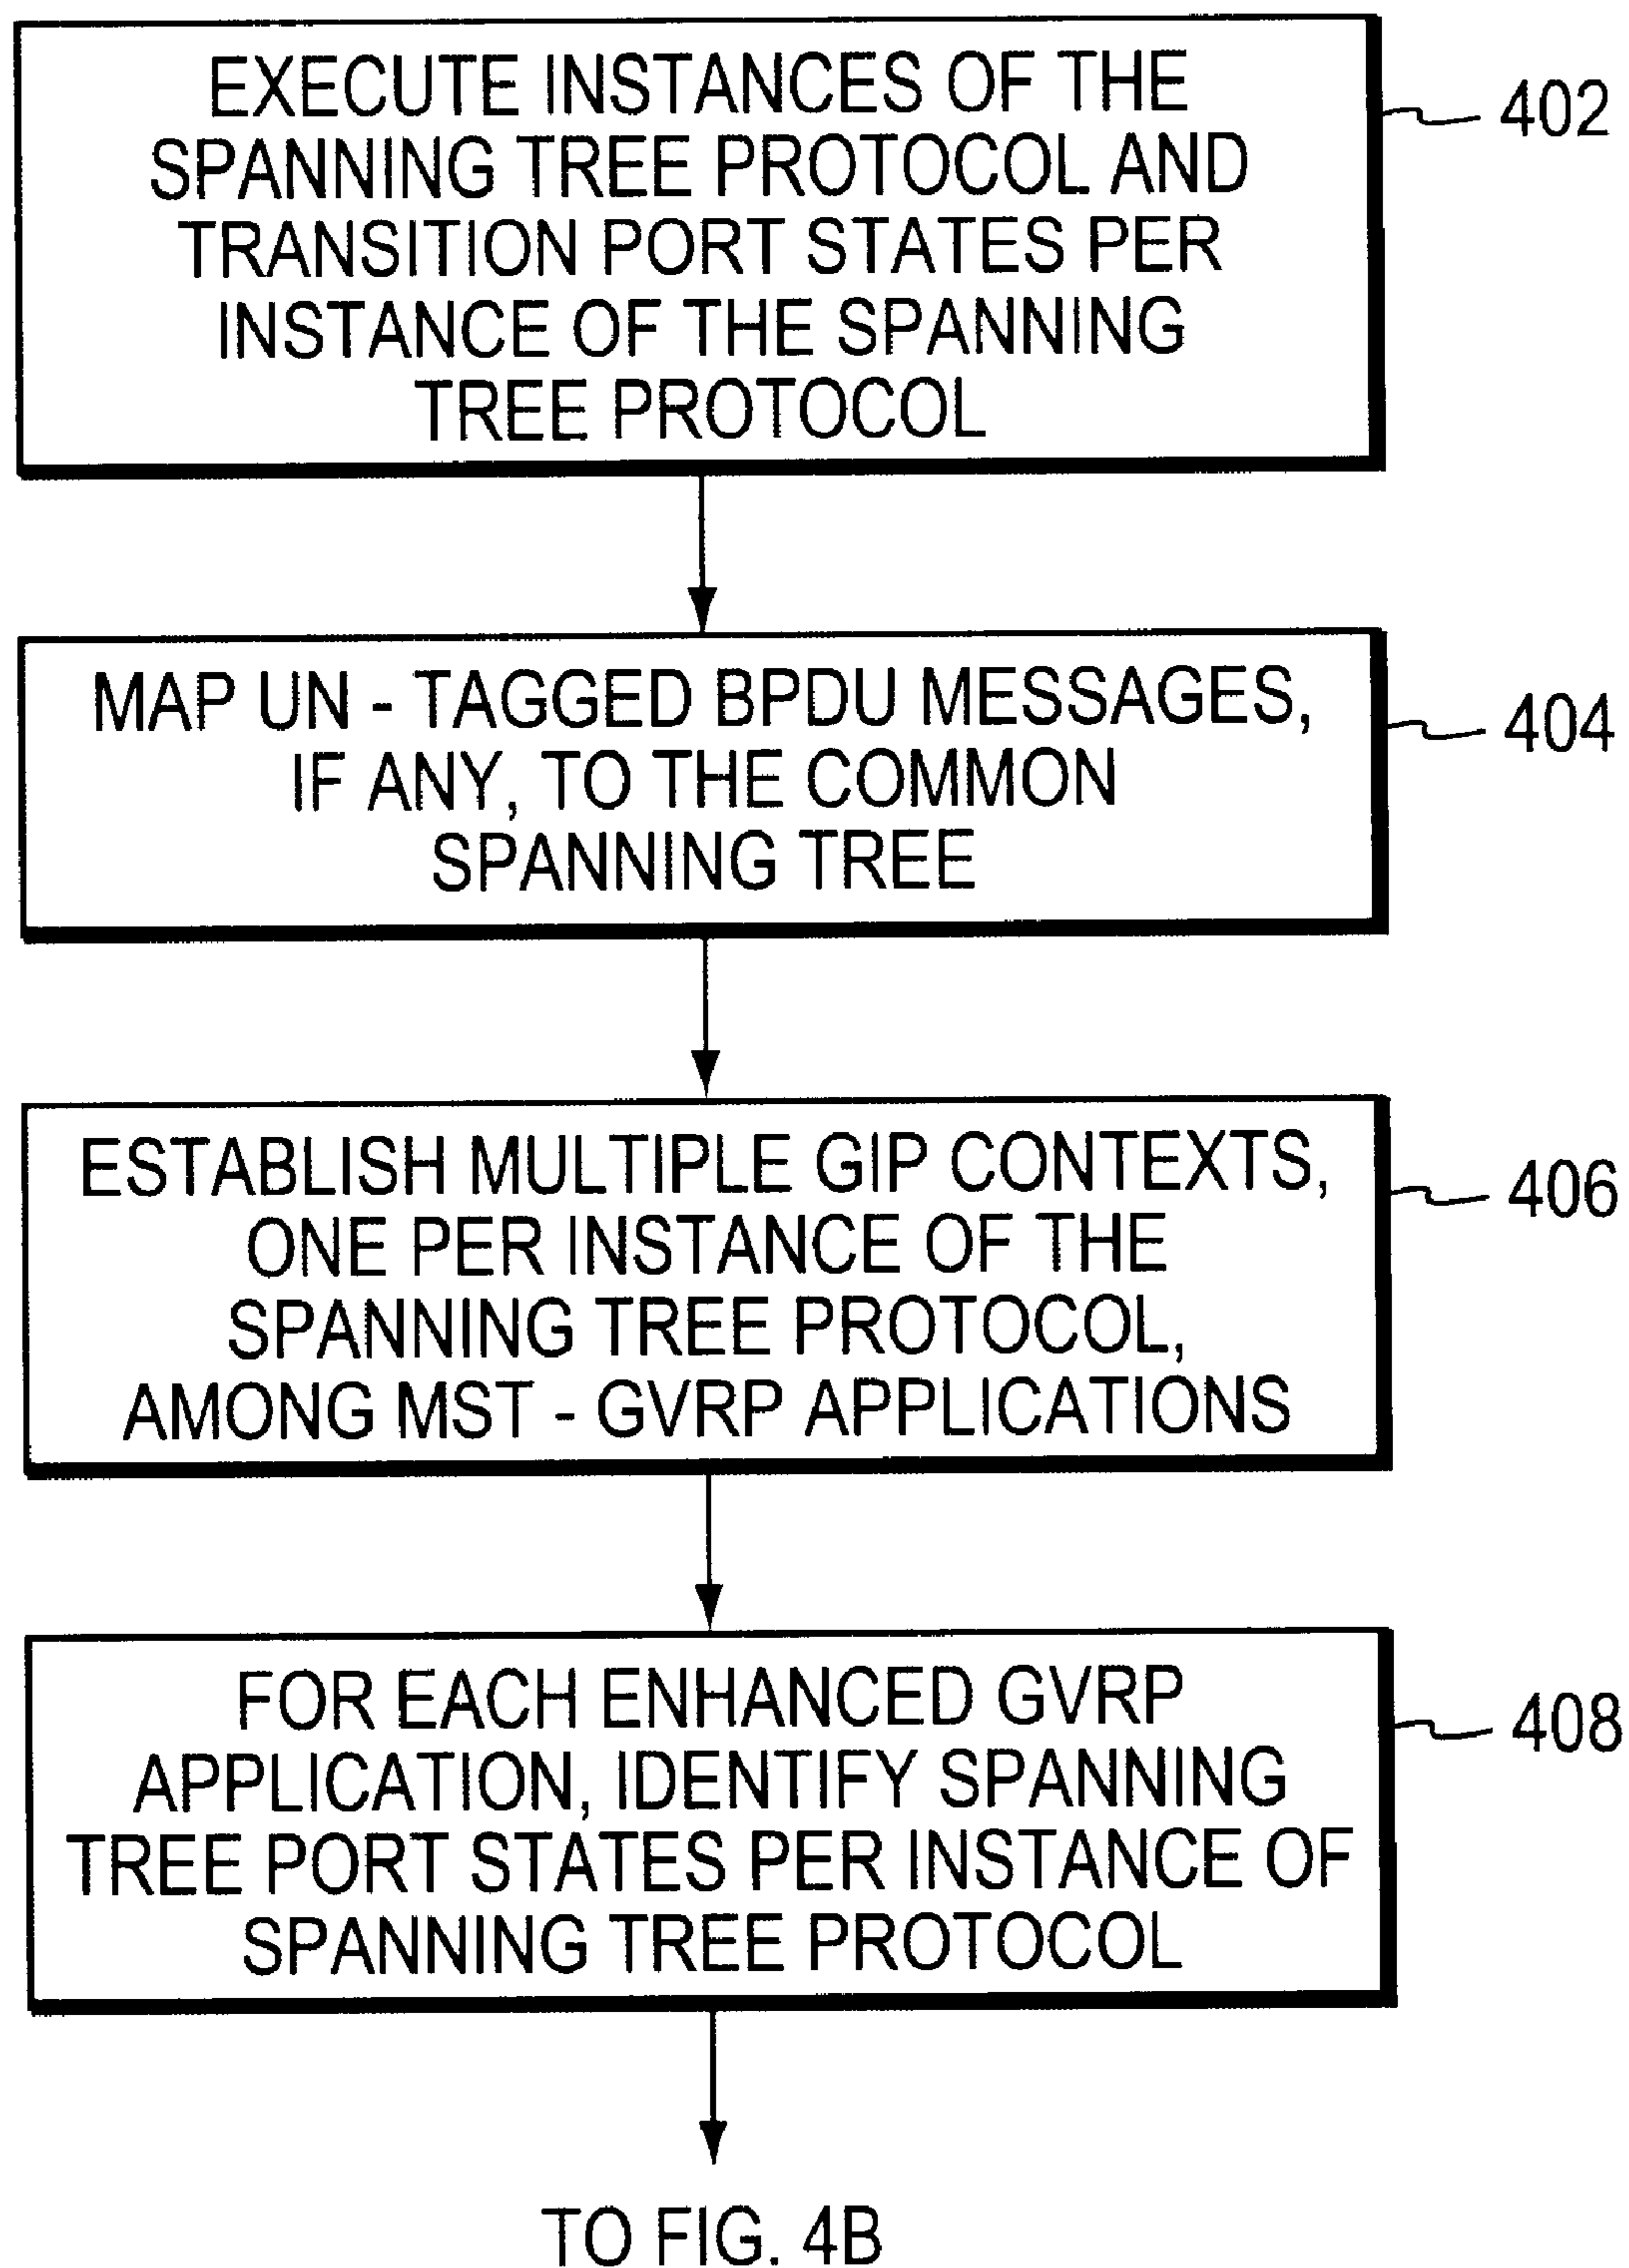 EXECUTE INSTANCES OF THE
SPANNING TREE PROTOCOL AND
TRANSITION PORT STATES PER
INSTANCE OF THE SPANNING
TREE PROTOCOL
402
MAP UN - TAGGED BPDU MESSAGES,
IF ANY, TO THE COMMON
SPANNING TREE
404
ESTABLISH MULTIPLE GIP CONTEXTS,
ONE PER INSTANCE OF THE
SPANNING TREE PROTOCOL,
AMONG MST - GVRP APPLICATIONS
406
FOR EACH ENHANCED GVRP
APPLICATION, IDENTIFY SPANNING
TREE PORT STATES PER INSTANCE OF
SPANNING TREE PROTOCOL
408
TO FIG. 4B